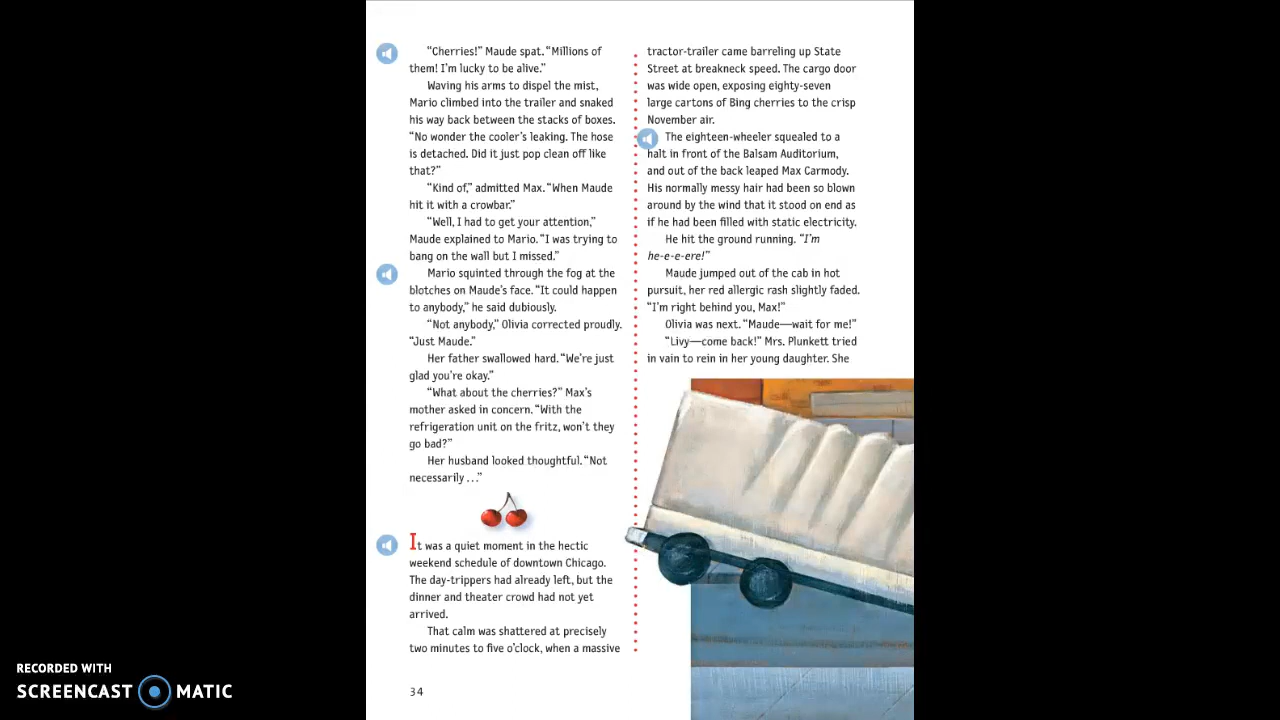 “Cherries!” Maude spat. “Millions of
them! I’m lucky to be alive.”
Waving his arms to dispel the mist,
Mario climbed into the trailer and snaked
his way back between the stacks of boxes.
“No wonder the cooler’s leaking. The hose
is detached. Did it just pop clean off like
that?”
“Kind of,” admitted Max. “When Maude
hit it with a crowbar.”
“Well, I had to get your attention,”
Maude explained to Mario. “I was trying to
bang on the wall but I missed.”
Mario squinted through the fog at the
blotches on Maude’s face. “It could happen
to anybody,” he said dubiously.
“Not anybody,” Olivia corrected proudly.
“Just Maude.”
Her father swallowed hard. “We’re just
glad you’re okay.”
“What about the cherries?” Max’s
mother asked in concern. “With the
refrigeration unit on the fritz, won’t they
go bad?”
Her husband looked thoughtful. “Not
necessarily . . .”
It was a quiet moment in the hectic
weekend schedule of downtown Chicago.
The day-trippers had already left, but the
dinner and theater crowd had not yet
arrived.
That calm was shattered at precisely
two minutes to five o’clock, when a massive
34
tractor-trailer came barreling up State
Street at breakneck speed. The cargo door
was wide open, exposing eighty-seven
large cartons of Bing cherries to the crisp
November air.
The eighteen-wheeler squealed to a
halt in front of the Balsam Auditorium,
and out of the back leaped Max Carmody.
His normally messy hair had been so blown
around by the wind that it stood on end as
if he had been filled with static electricity.
He hit the ground running. “I’m
he-e-e-ere!”
Maude jumped out of the cab in hot
pursuit, her red allergic rash slightly faded.
“I’m right behind you, Max!”
Olivia was next. “Maude—wait for me!”
“Livy—come back!” Mrs. Plunkett tried
in vain to rein in her young daughter. She
RECORDED WITH
SCREENCAST MATIC